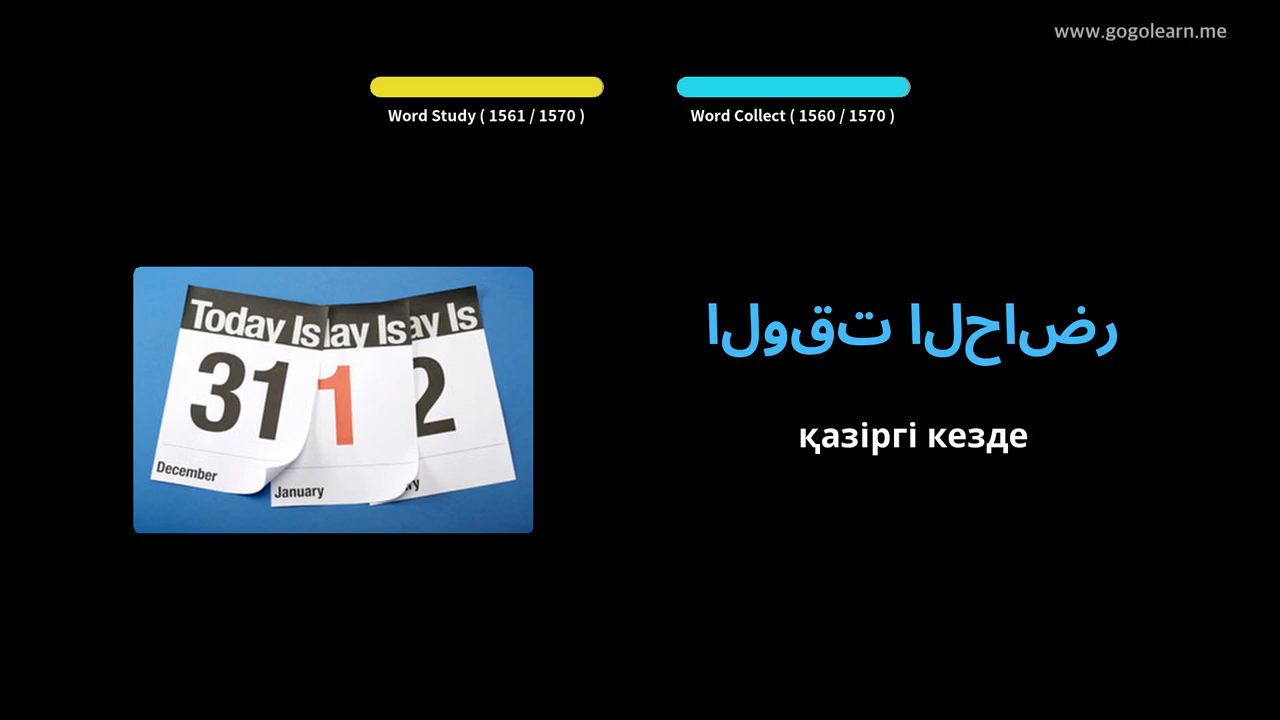 www.gogolearn.me
Word Study ( 1561 / 1570 )
Word Collect ( 1560 / 1570 )
Today Is
ay Is
ay Is
31
1
2
December
January
ry
الوقت الحاضر
қазіргі кезде